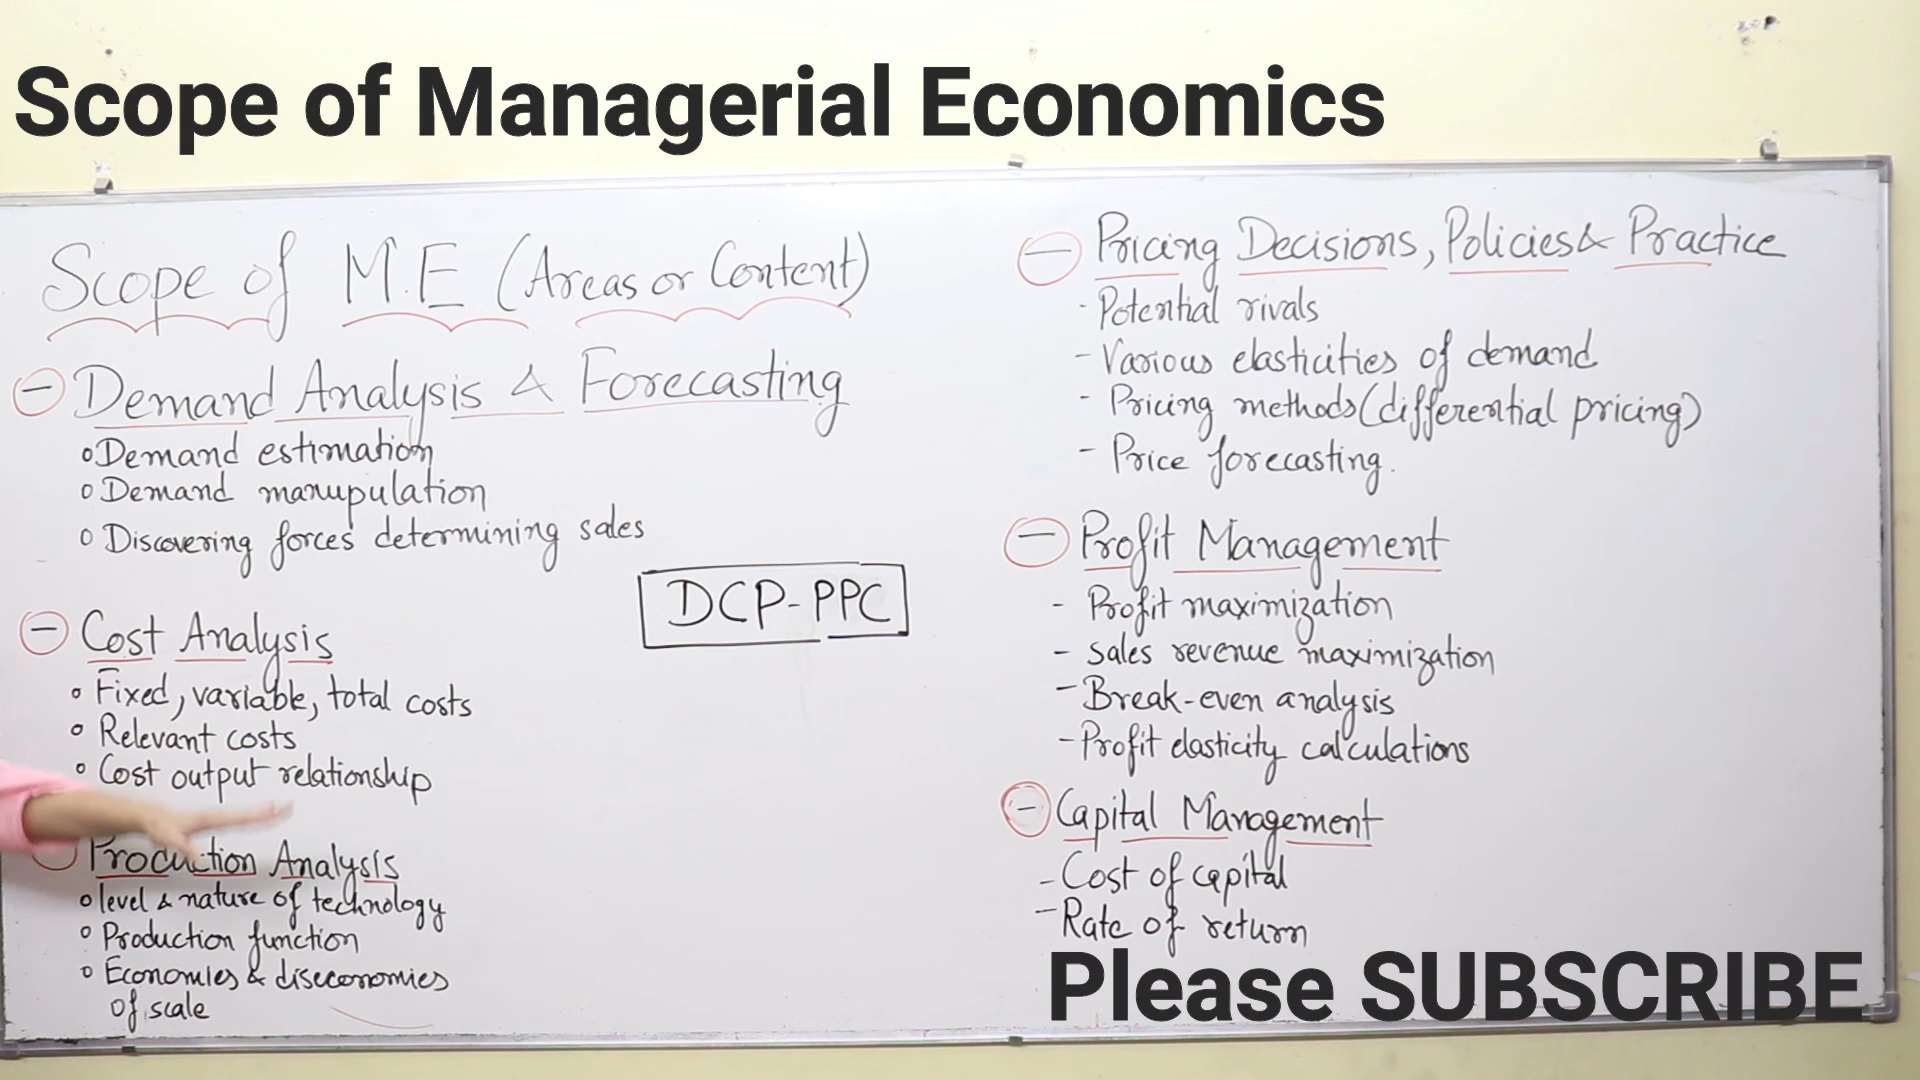 Scope of Managerial Economics
Scope of M.E (Areas or Content)
- Demand Analysis & Forecasting
o Demand estimation
o Demand manupulation
o Discovering forces determining sales
DCP-PPC
- Cost Analysis
o Fixed, variable, total costs
o Relevant costs
o Cost output relationship
Production Analysis
o level & nature of technology
o Production function
o Economies & diseconomies
of scale
- Pricing Decisions, Policies & Practice
- Potential rivals
- Various elasticities of demand
- Pricing methods (differential pricing)
- Price forecasting.
- Profit Management
- Profit maximization
- Sales revenue maximization
- Break-even analysis
- Profit elasticity calculations
- Capital Management
- Cost of capital
- Rate of return
Please SUBSCRIBE